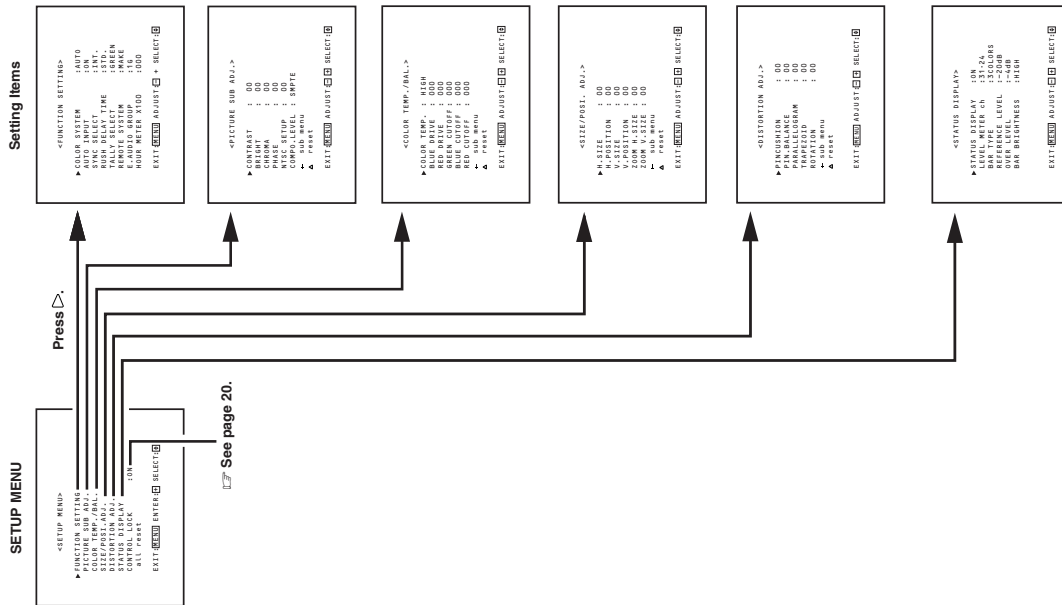 SETUP MENU
<SETUP MENU>
▶ FUNCTION SETTING
PICTURE SUB ADJ.
COLOR TEMP./BAL.
SIZE/POSI.ADJ.
DISTORTION ADJ.
STATUS DISPLAY
CONTROL LOCK :ON
all reset
EXIT:MENU ENTER:+ SELECT:
Press ▷.
☞ See page 20.
Setting Items
<FUNCTION SETTING>
▶ COLOR SYSTEM :AUTO
AUTO INPUT :ON
SYNC SELECT :INT.
RUSH DELAY TIME :STD.
TALLY SELECT :GREEN
REMOTE SYSTEM :MAKE
E.AUDIO GROUP :1G
HOUR METER X100 :000
EXIT:MENU ADJUST:- + SELECT:
<PICTURE SUB ADJ.>
▶ CONTRAST : 00
BRIGHT : 00
CHROMA : 00
PHASE : 00
NTSC SETUP : 00
COMPO.LEVEL : SMPTE
← sub menu
∆ reset
EXIT:MENU ADJUST:- + SELECT:
<COLOR TEMP./BAL.>
▶ COLOR TEMP. : HIGH
BLUE DRIVE : 000
RED DRIVE : 000
GREEN CUTOFF : 000
BLUE CUTOFF : 000
RED CUTOFF : 000
← sub menu
∆ reset
EXIT:MENU ADJUST:- + SELECT:
<SIZE/POSI. ADJ.>
▶ H.SIZE : 00
H.POSITION : 00
V.SIZE : 00
V.POSITION : 00
ZOOM H.SIZE : 00
ZOOM V.SIZE : 00
← sub menu
∆ reset
EXIT:MENU ADJUST:- + SELECT:
<DISTORTION ADJ.>
▶ PINCUSHION : 00
PIN.BALANCE : 00
PARALLELOGRAM : 00
TRAPEZOID : 00
ROTATION : 00
← sub menu
∆ reset
EXIT:MENU ADJUST:- + SELECT:
<STATUS DISPLAY>
▶ STATUS DISPLAY :ON
LEVEL METER ch :31-24
BAR TYPE :3COLORS
REFERENCE LEVEL :-20dB
OVER LEVEL :-4dB
BAR BRIGHTNESS :HIGH
EXIT:MENU ADJUST:- + SELECT: